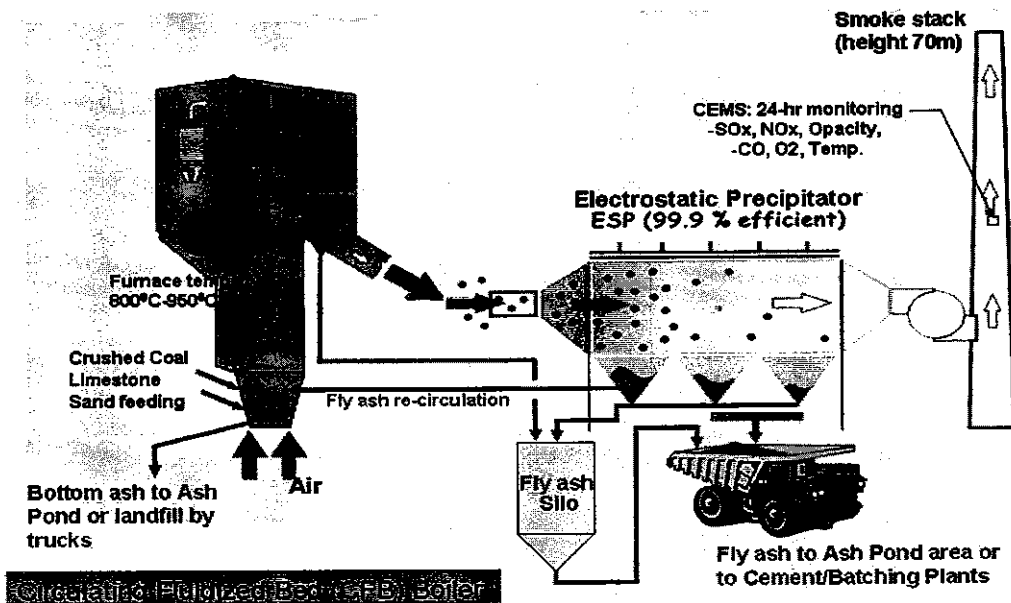 Smoke stack
(height 70m)
CEMS: 24-hr monitoring
-SOx, NOx, Opacity,
-CO, O2, Temp.
Electrostatic Precipitator
ESP (99.9 % efficient)
Furnace tem
800ºC-950ºC
Crushed Coal
Limestone
Sand feeding
Fly ash re-circulation
Air
Bottom ash to Ash
Pond or landfill by
trucks
Fly ash
Silo
Fly ash to Ash Pond area or
to Cement/Batching Plants
Circulating Fluidized Bed (CFB) Boiler